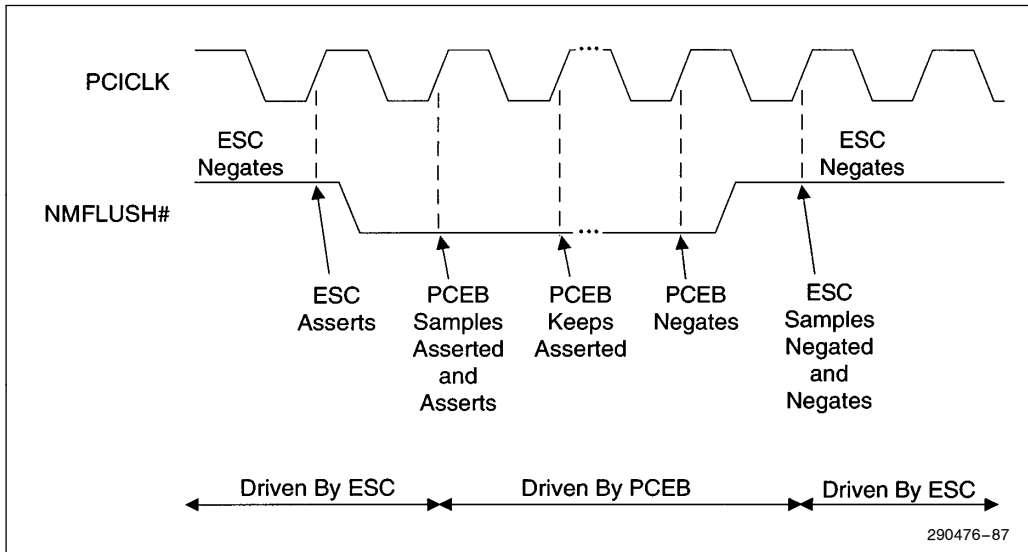 PCICLK
...
ESC
Negates
ESC
Negates
NMFLUSH#
...
ESC
Asserts
PCEB
Samples
Asserted
and
Asserts
PCEB
Keeps
Asserted
PCEB
Negates
ESC
Samples
Negated
and
Negates
Driven By ESC
Driven By PCEB
Driven By ESC
290476–87